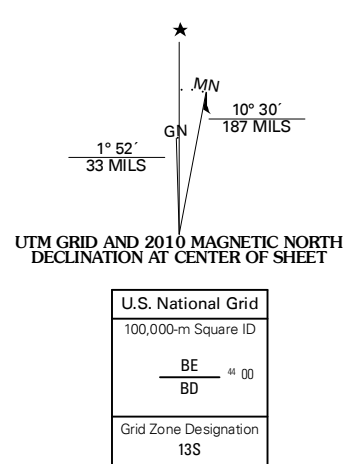 ★
MN
10° 30´
187 MILS
GN
1° 52´
33 MILS
UTM GRID AND 2010 MAGNETIC NORTH
DECLINATION AT CENTER OF SHEET
U.S. National Grid
100,000-m Square ID
BE
44 00
BD
Grid Zone Designation
13S